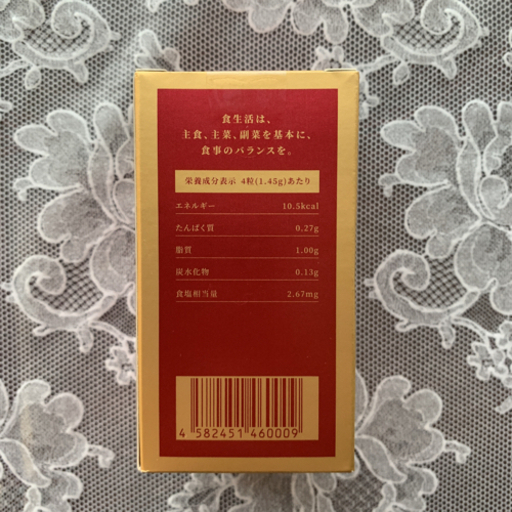 食生活は、
主食、主菜、副菜を基本に、
食事のバランスを。
栄養成分表示 4粒(1.45g)あたり
エネルギー 10.5kcal
たんぱく質 0.27g
脂質 1.00g
炭水化物 0.13g
食塩相当量 2.67mg
4 582451 460009